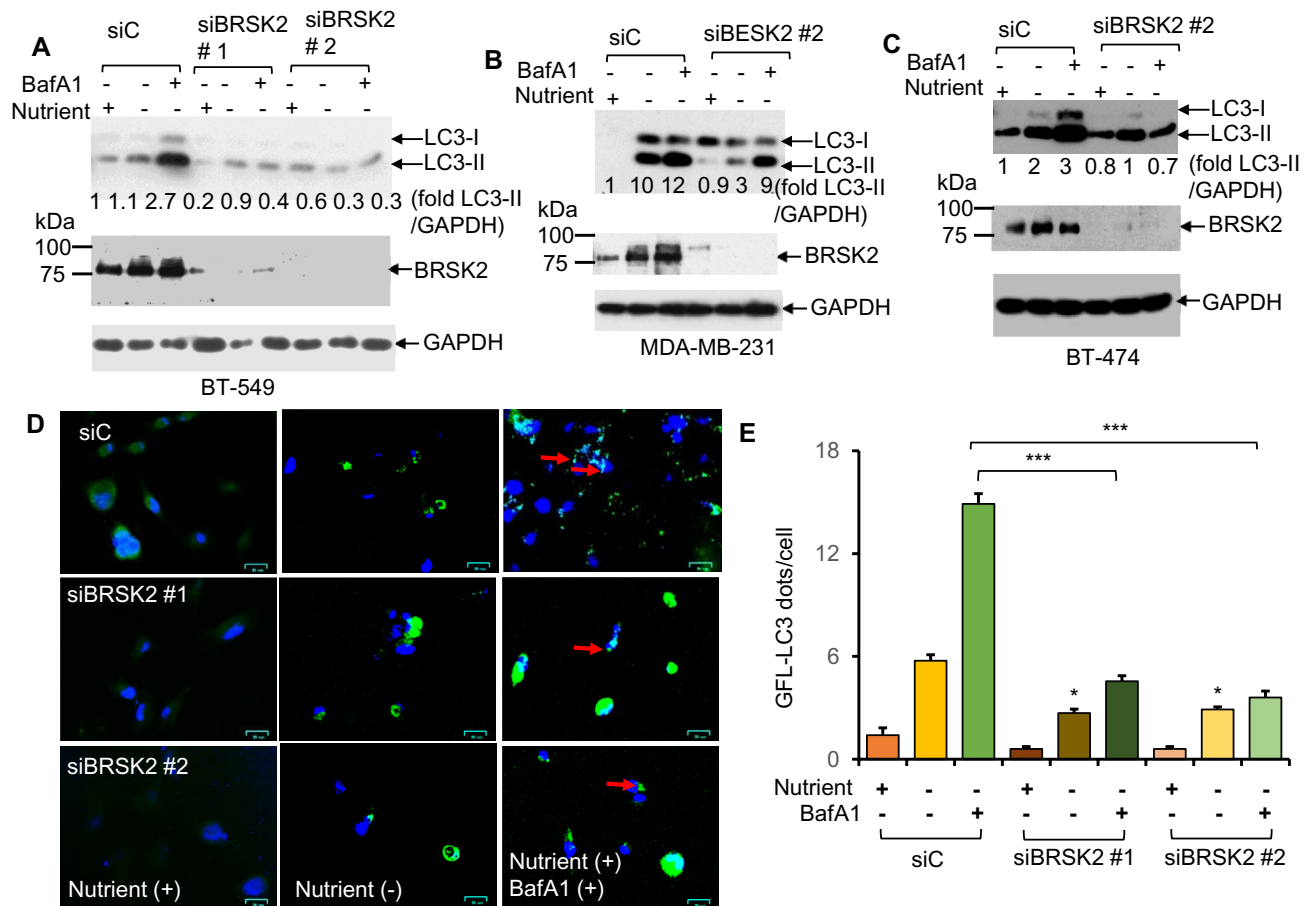 A
siC
siBRSK2
# 1
siBRSK2
# 2
BafA1 - - + - - + - - +
Nutrient + - - + - - + - -
LC3-I
LC3-II
1 1.1 2.7 0.2 0.9 0.4 0.6 0.3 0.3
(fold LC3-II
/GAPDH)
kDa
100
75
BRSK2
GAPDH
BT-549
B
siC
siBESK2 #2
BafA1 - - + - - +
Nutrient + - - + - -
LC3-I
LC3-II
1 10 12 0.9 3 9
(fold LC3-II
/GAPDH)
kDa
100
75
BRSK2
GAPDH
MDA-MB-231
C
siC
siBRSK2 #2
BafA1 - - + - - +
Nutrient + - - + - -
LC3-I
LC3-II
1 2 3 0.8 1 0.7
(fold LC3-II
/GAPDH)
kDa
100
75
BRSK2
GAPDH
BT-474
D
siC
siBRSK2 #1
siBRSK2 #2
Nutrient (+)
Nutrient (-)
Nutrient (+)
BafA1 (+)
E
GFL-LC3 dots/cell
18
12
6
0
***
***
*
*
Nutrient + - - + - - + - -
BafA1 - - + - - + - - +
siC
siBRSK2 #1
siBRSK2 #2